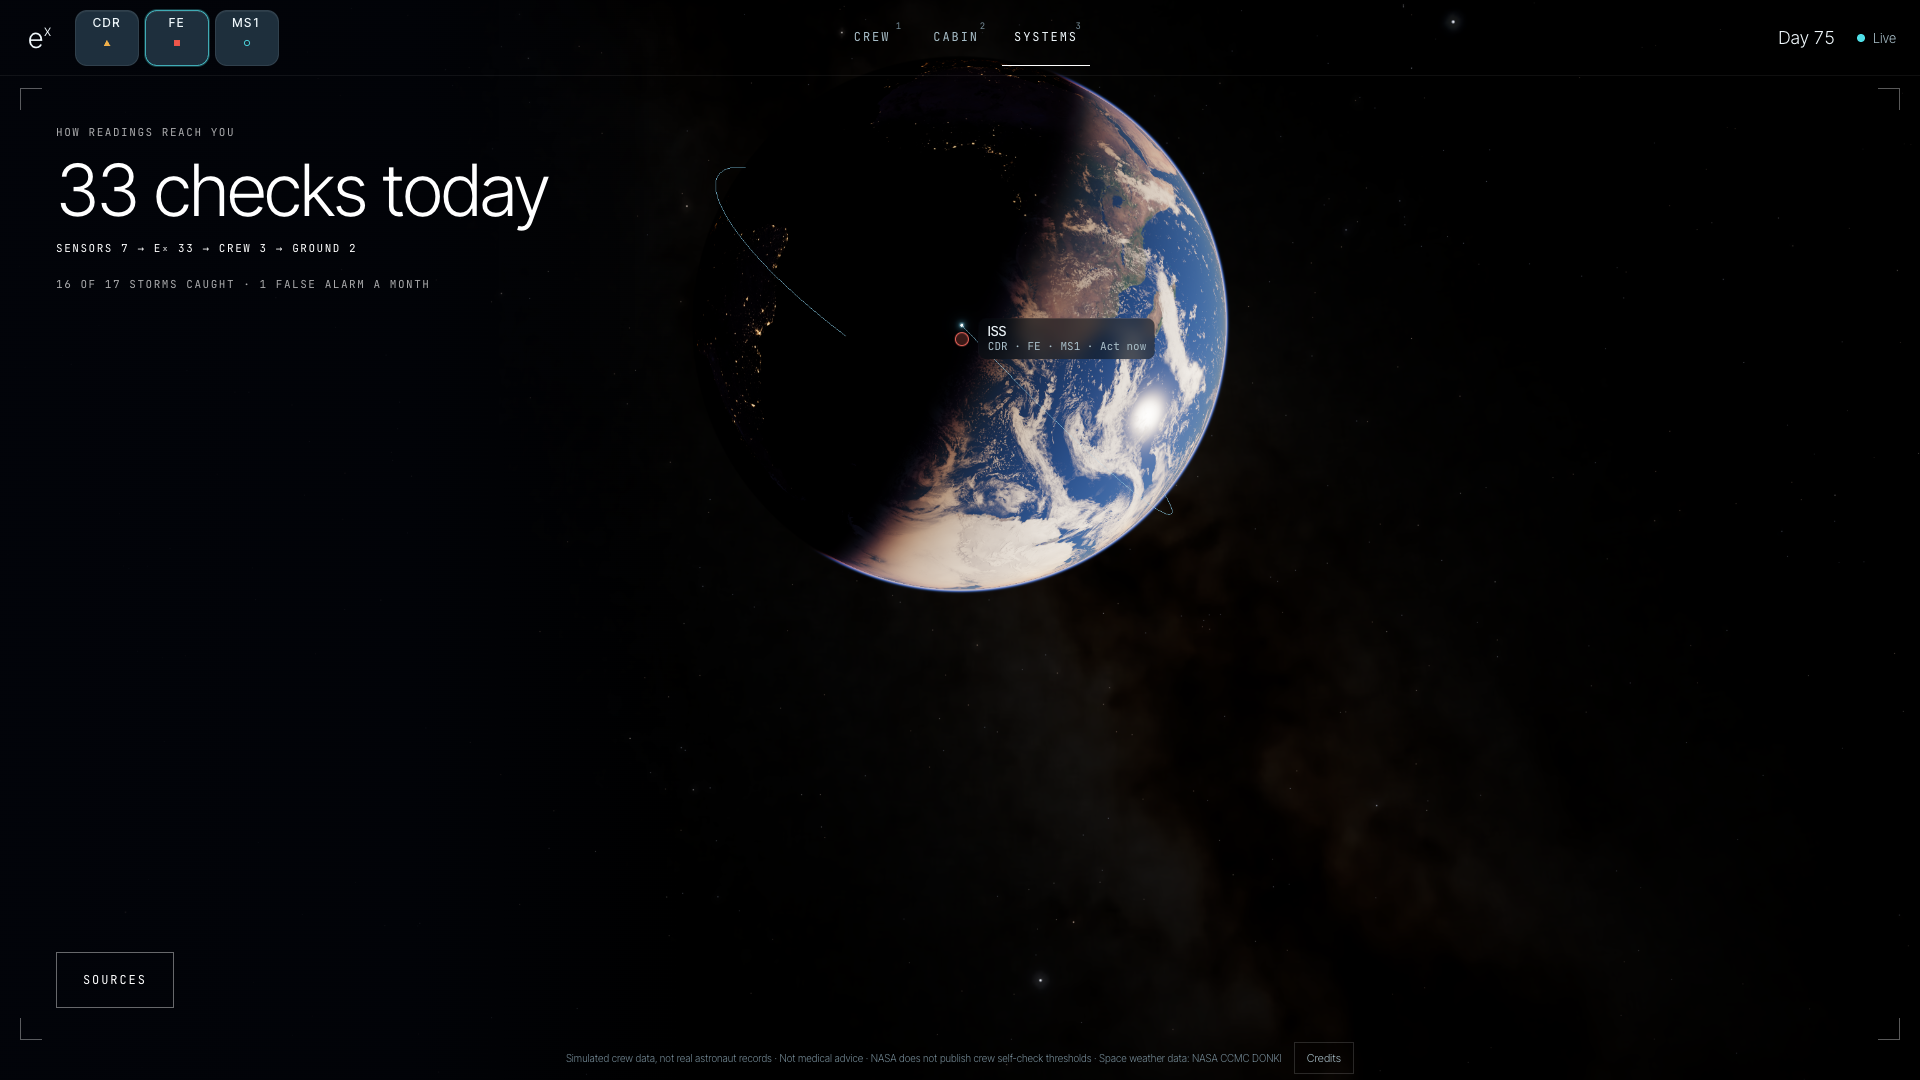 eˣ
CDR
FE
MS1
CREW 1
CABIN 2
SYSTEMS 3
Day 75
Live
HOW READINGS REACH YOU
33 checks today
SENSORS 7 → Eˣ 33 → CREW 3 → GROUND 2
16 OF 17 STORMS CAUGHT · 1 FALSE ALARM A MONTH
ISS
CDR · FE · MS1 · Act now
SOURCES
Simulated crew data, not real astronaut records · Not medical advice · NASA does not publish crew self-check thresholds · Space weather data: NASA CCMC DONKI
Credits